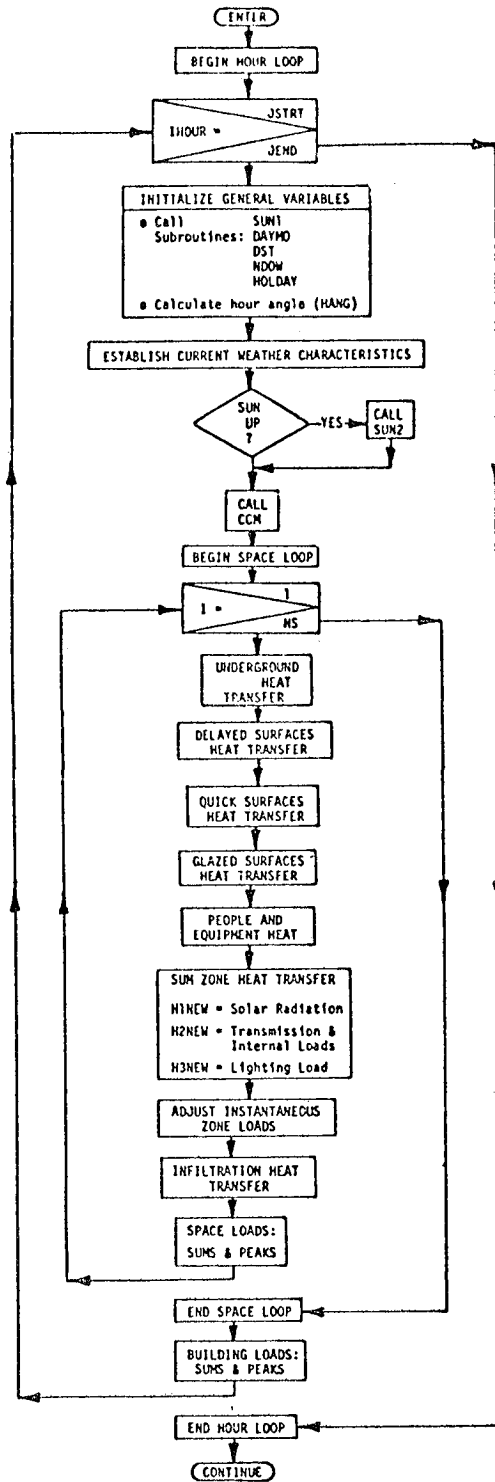 ENTER
BEGIN HOUR LOOP
JSTRT
IHOUR =
JEND
INITIALIZE GENERAL VARIABLES
● Call SUN1
Subroutines: DAYMO
DST
NDOW
HOLDAY
● Calculate hour angle (HANG)
ESTABLISH CURRENT WEATHER CHARACTERISTICS
SUN
UP
?
YES
CALL
SUN2
CALL
CCM
BEGIN SPACE LOOP
1
I =
NS
UNDERGROUND
HEAT
TRANSFER
DELAYED SURFACES
HEAT TRANSFER
QUICK SURFACES
HEAT TRANSFER
GLAZED SURFACES
HEAT TRANSFER
PEOPLE AND
EQUIPMENT HEAT
SUM ZONE HEAT TRANSFER
H1NEW = Solar Radiation
H2NEW = Transmission &
Internal Loads
H3NEW = Lighting Load
ADJUST INSTANTANEOUS
ZONE LOADS
INFILTRATION HEAT
TRANSFER
SPACE LOADS:
SUMS & PEAKS
END SPACE LOOP
BUILDING LOADS:
SUMS & PEAKS
END HOUR LOOP
CONTINUE